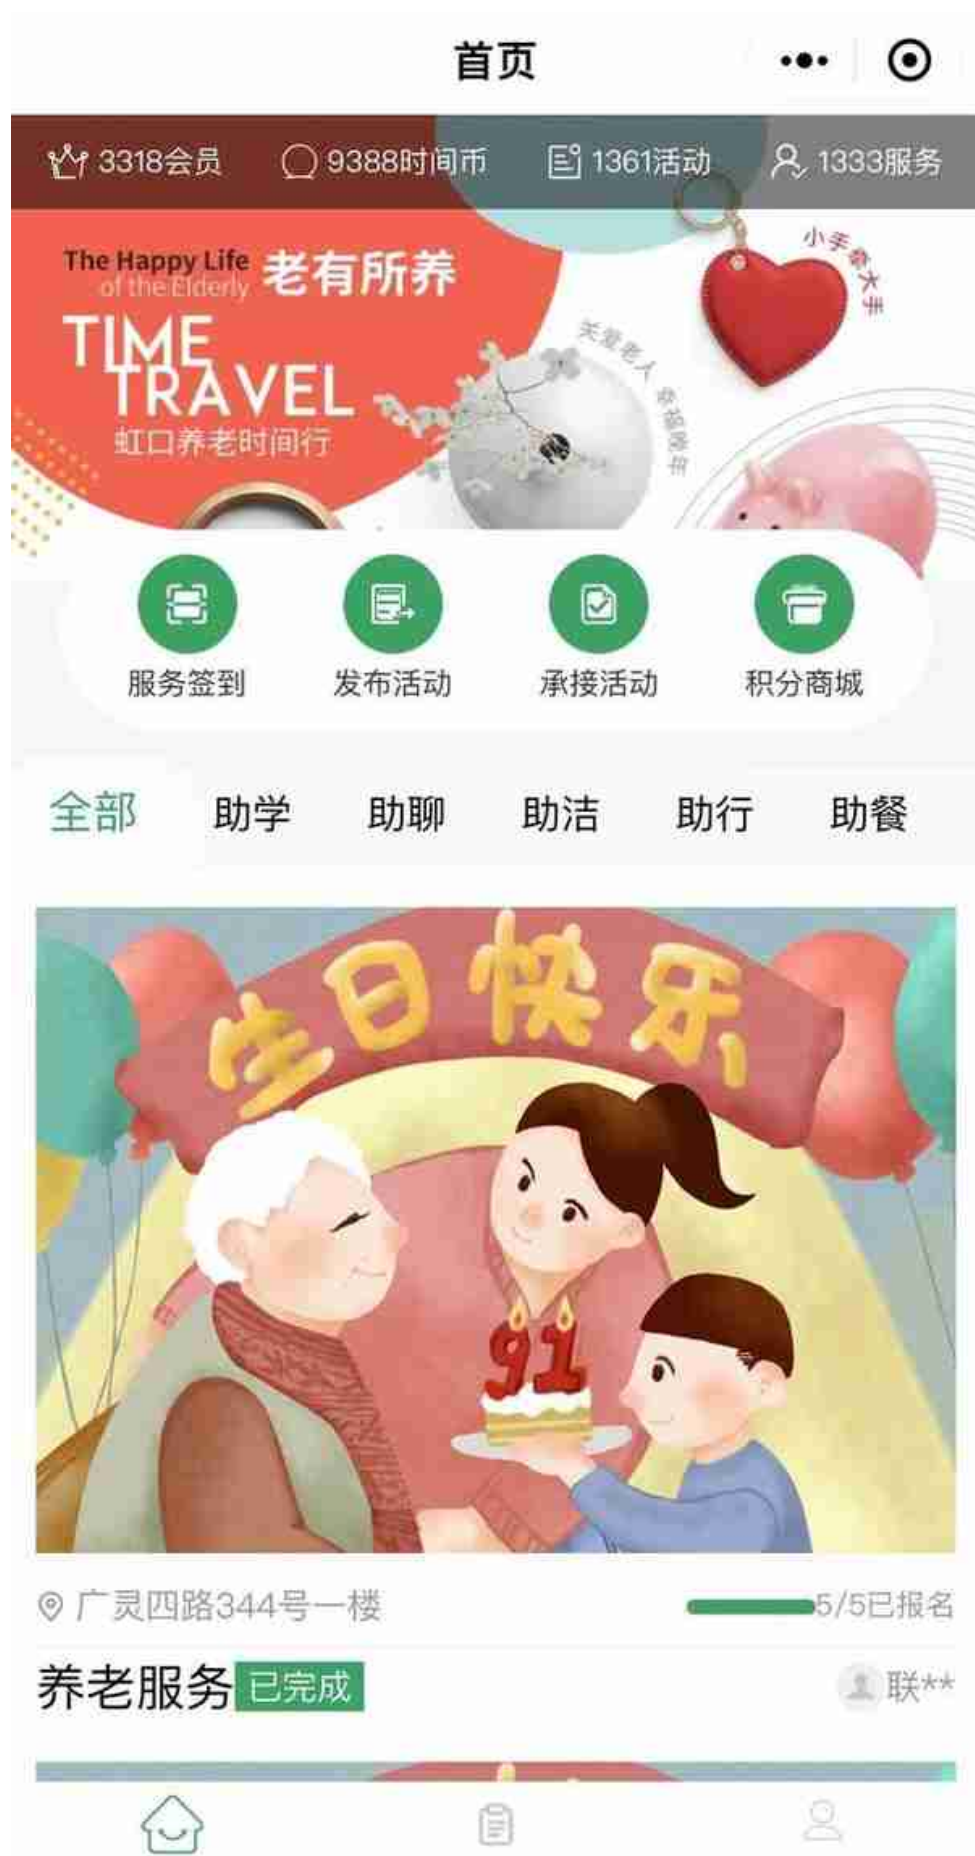 首页
3318会员 9388时间币 1361活动 1333服务
The Happy Life
of the Elderly
老有所养
小手牵大手
TIME
TRAVEL
关爱老人 幸福晚年
虹口养老时间行
服务签到 发布活动 承接活动 积分商城
全部 助学 助聊 助洁 助行 助餐
生日快乐
91
广灵四路344号一楼 5/5已报名
养老服务 已完成 联**